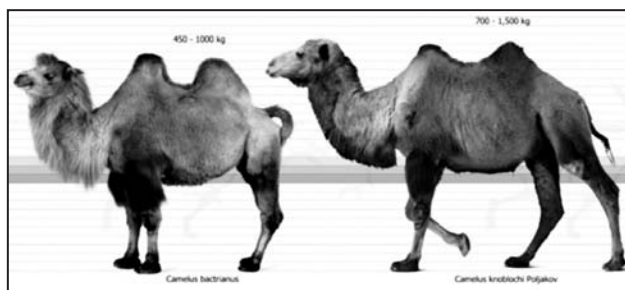 450 - 1000 kg
700 - 1,500 kg
Camelus bactrianus
Camelus knoblochi Poljakov